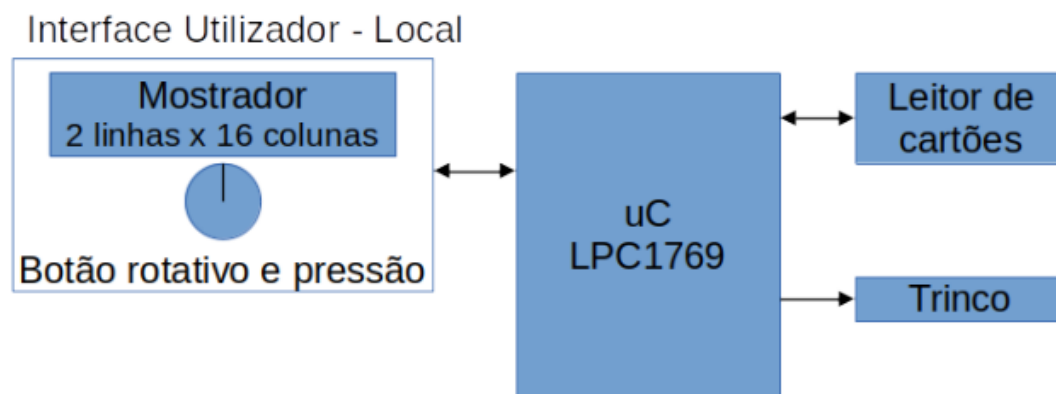 Interface Utilizador - Local
Mostrador
2 linhas x 16 colunas
Botão rotativo e pressão
uC
LPC1769
Leitor de
cartões
Trinco